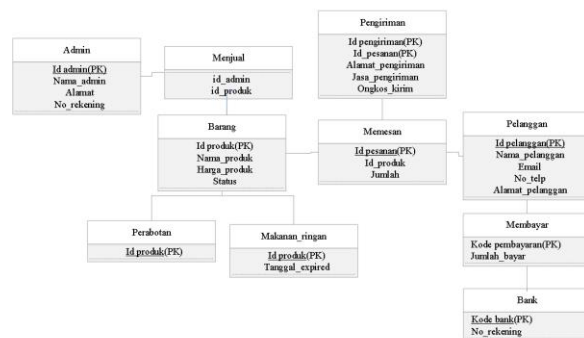 Admin
Id admin(PK)
Nama_admin
Alamat
No_rekening
Menjual
id_admin
id_produk
Pengiriman
Id pengiriman(PK)
Id_pesanan(PK)
Alamat_pengiriman
Jasa_pengiriman
Ongkos_kirim
Barang
Id produk(PK)
Nama_produk
Harga_produk
Status
Memesan
Id pesanan(PK)
Id_produk
Jumlah
Pelanggan
Id pelanggan(PK)
Nama_pelanggan
Email
No_telp
Alamat_pelanggan
Perabotan
Id produk(PK)
Makanan_ringan
Id produk(PK)
Tanggal_expired
Membayar
Kode pembayaran(PK)
Jumlah_bayar
Bank
Kode bank(PK)
No_rekening